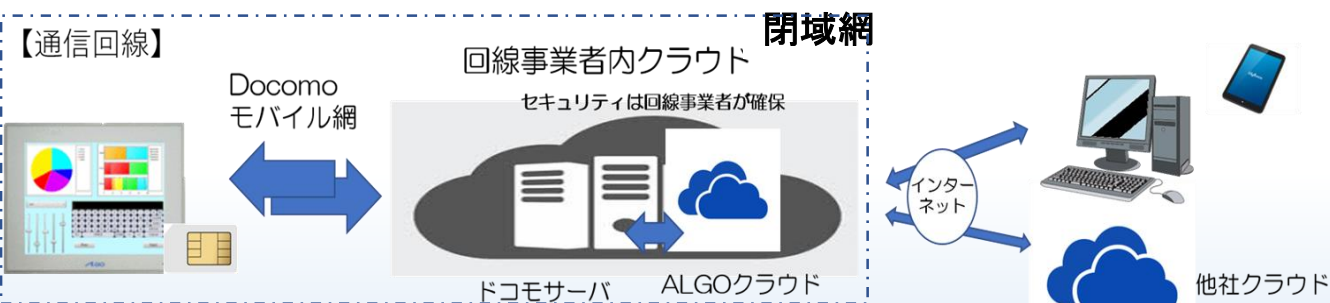 閉域網
【通信回線】
回線事業者内クラウド
Docomo
モバイル網
セキュリティは回線事業者が確保
インター
ネット
ALGO
ドコモサーバ
ALGOクラウド
他社クラウド